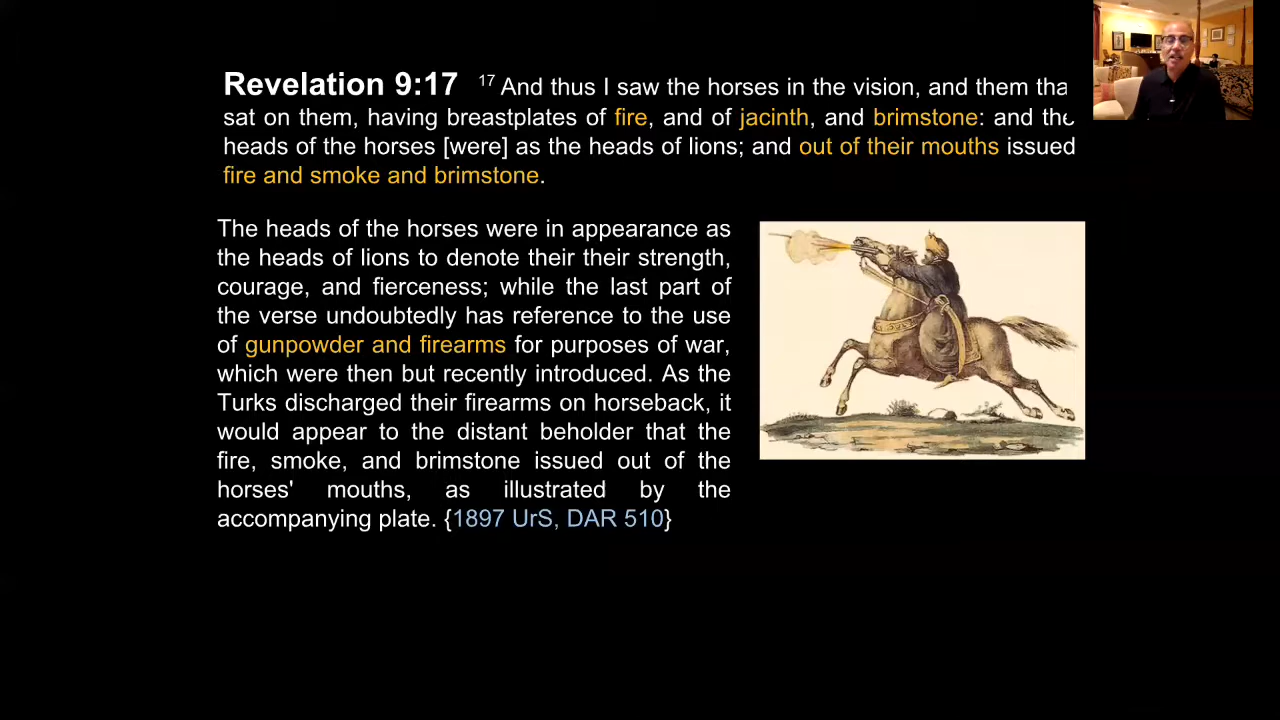 Revelation 9:17 17 And thus I saw the horses in the vision, and them tha
sat on them, having breastplates of fire, and of jacinth, and brimstone: and the
heads of the horses [were] as the heads of lions; and out of their mouths issued
fire and smoke and brimstone.
The heads of the horses were in appearance as
the heads of lions to denote their their strength,
courage, and fierceness; while the last part of
the verse undoubtedly has reference to the use
of gunpowder and firearms for purposes of war,
which were then but recently introduced. As the
Turks discharged their firearms on horseback, it
would appear to the distant beholder that the
fire, smoke, and brimstone issued out of the
horses' mouths, as illustrated by the
accompanying plate. {1897 UrS, DAR 510}